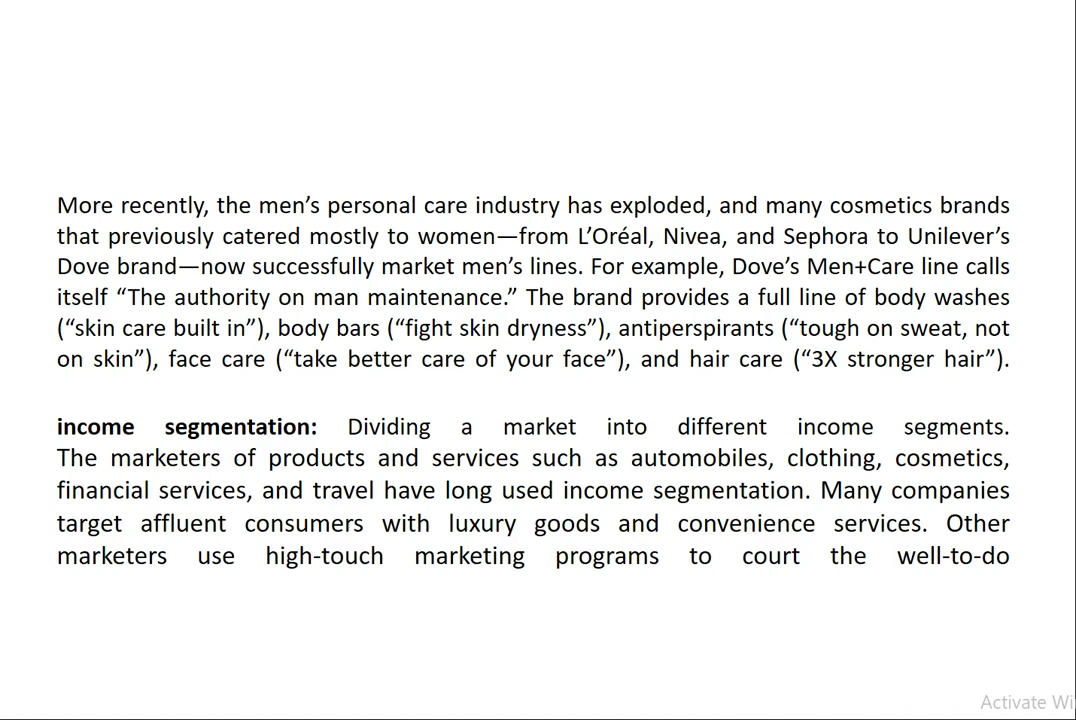 More recently, the men’s personal care industry has exploded, and many cosmetics brands
that previously catered mostly to women—from L’Oréal, Nivea, and Sephora to Unilever’s
Dove brand—now successfully market men’s lines. For example, Dove’s Men+Care line calls
itself “The authority on man maintenance.” The brand provides a full line of body washes
(“skin care built in”), body bars (“fight skin dryness”), antiperspirants (“tough on sweat, not
on skin”), face care (“take better care of your face”), and hair care (“3X stronger hair”).
income segmentation: Dividing a market into different income segments.
The marketers of products and services such as automobiles, clothing, cosmetics,
financial services, and travel have long used income segmentation. Many companies
target affluent consumers with luxury goods and convenience services. Other
marketers use high-touch marketing programs to court the well-to-do
Activate Wi